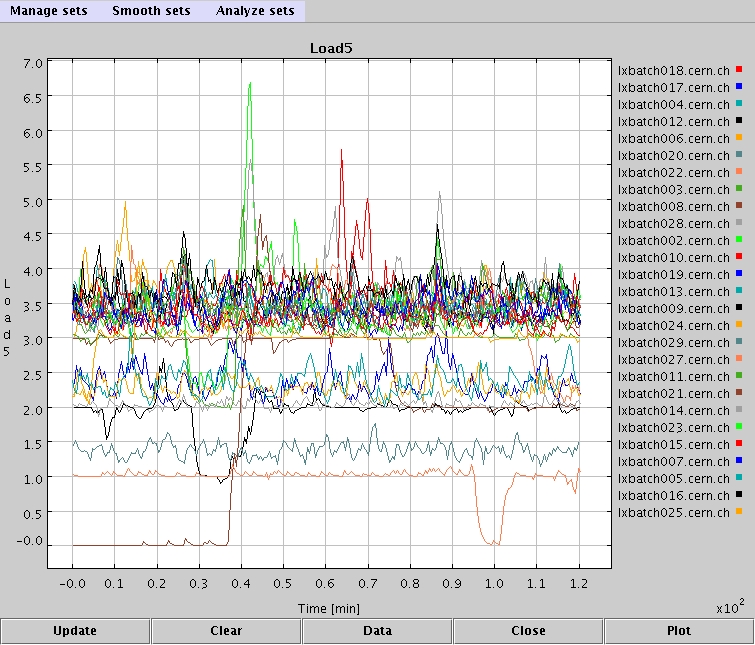 Manage sets Smooth sets Analyze sets
Load5
7.0
6.5
6.0
5.5
5.0
4.5
4.0
3.5
3.0
2.5
2.0
1.5
1.0
0.5
-0.0
Load5
-0.0 0.1 0.2 0.3 0.4 0.5 0.6 0.7 0.8 0.9 1.0 1.1 1.2
Time [min]
x10²
lxbatch018.cern.ch
lxbatch017.cern.ch
lxbatch004.cern.ch
lxbatch012.cern.ch
lxbatch006.cern.ch
lxbatch020.cern.ch
lxbatch022.cern.ch
lxbatch003.cern.ch
lxbatch008.cern.ch
lxbatch028.cern.ch
lxbatch002.cern.ch
lxbatch010.cern.ch
lxbatch019.cern.ch
lxbatch013.cern.ch
lxbatch009.cern.ch
lxbatch024.cern.ch
lxbatch029.cern.ch
lxbatch027.cern.ch
lxbatch011.cern.ch
lxbatch021.cern.ch
lxbatch014.cern.ch
lxbatch023.cern.ch
lxbatch015.cern.ch
lxbatch007.cern.ch
lxbatch005.cern.ch
lxbatch016.cern.ch
lxbatch025.cern.ch
Update Clear Data Close Plot